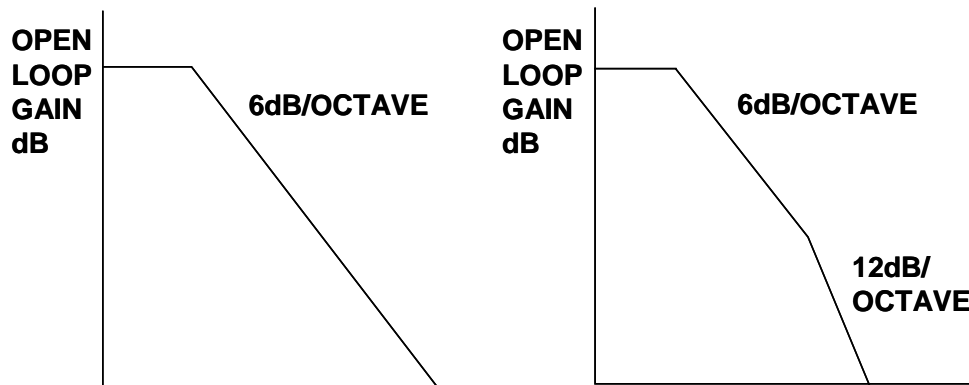 OPEN
LOOP
GAIN
dB
6dB/OCTAVE
OPEN
LOOP
GAIN
dB
6dB/OCTAVE
12dB/
OCTAVE